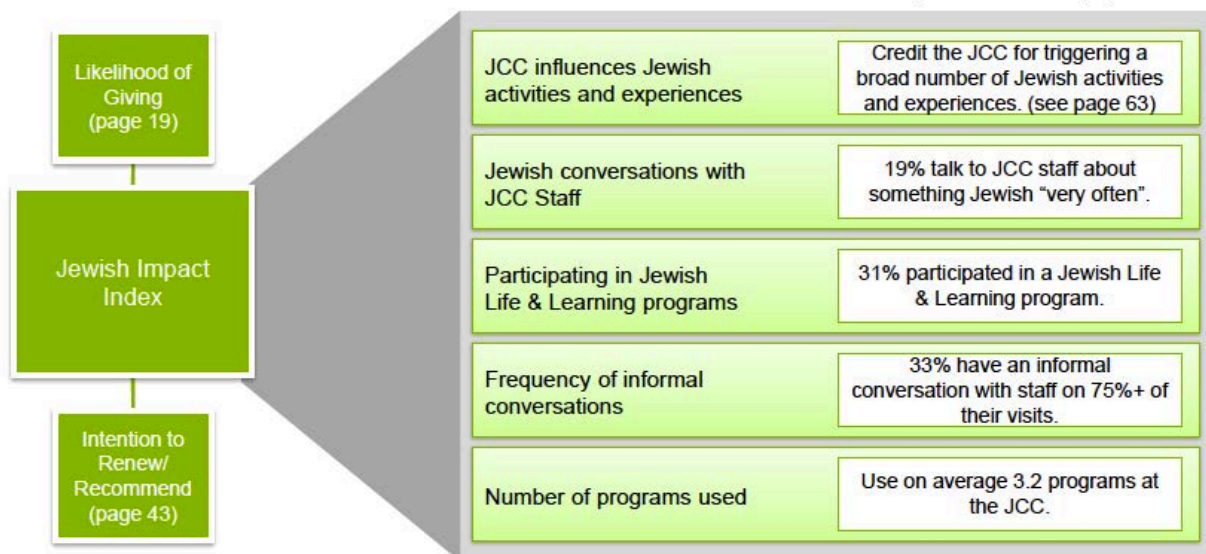 Likelihood of
Giving
(page 19)
Jewish Impact
Index
Intention to
Renew/
Recommend
(page 43)
JCC influences Jewish
activities and experiences
Credit the JCC for triggering a
broad number of Jewish activities
and experiences. (see page 63)
Jewish conversations with
JCC Staff
19% talk to JCC staff about
something Jewish “very often”.
Participating in Jewish
Life & Learning programs
31% participated in a Jewish Life
& Learning program.
Frequency of informal
conversations
33% have an informal
conversation with staff on 75%+ of
their visits.
Number of programs used
Use on average 3.2 programs at
the JCC.